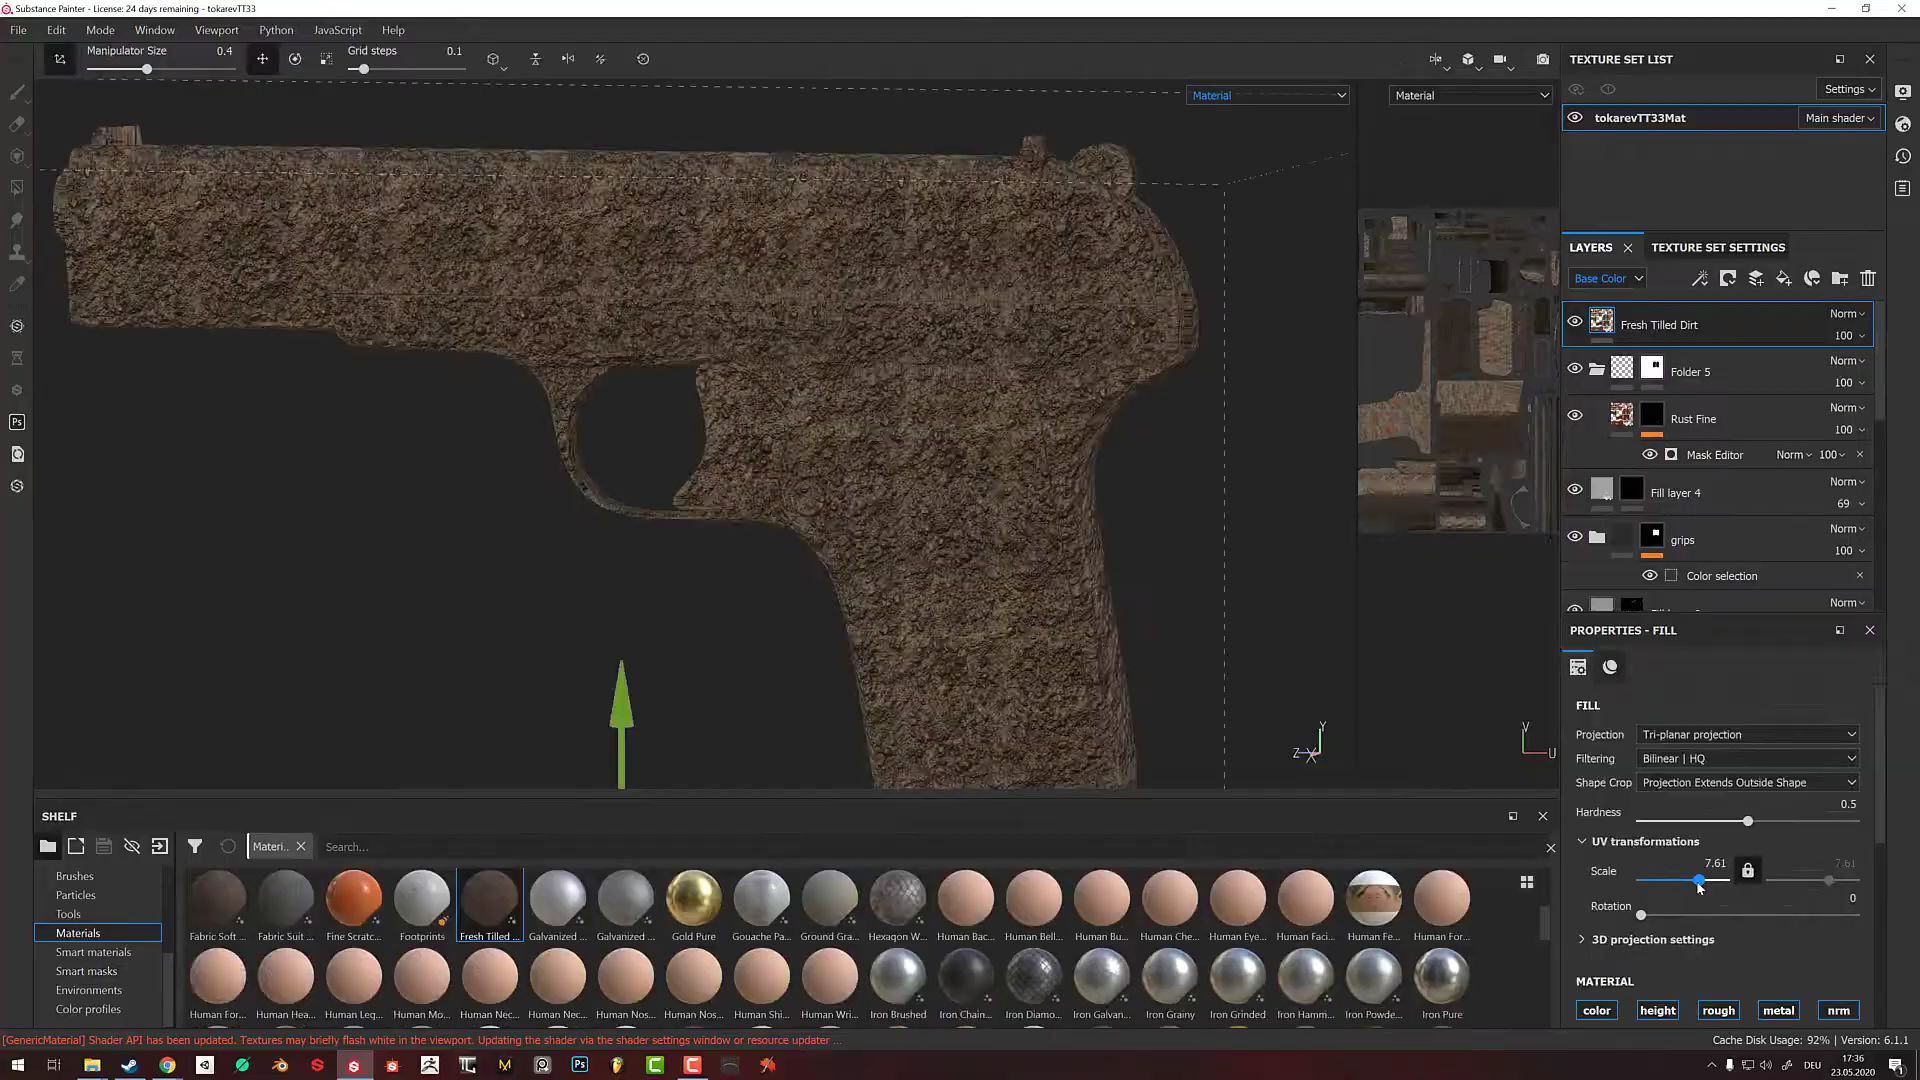 Substance Painter - License: 24 days remaining - tokarevTT33
File Edit Mode Window Viewport Python JavaScript Help
Manipulator Size 0.4 Grid steps 0.1
Material
Material
TEXTURE SET LIST
Settings
tokarevTT33Mat Main shader
LAYERS TEXTURE SET SETTINGS
Base Color
Fresh Tilled Dirt Norm 100
Folder 5 Norm 100
Rust Fine Norm 100
Mask Editor Norm 100
Fill layer 4 Norm 69
grips Norm 100
Color selection
Norm
PROPERTIES - FILL
FILL
Projection Tri-planar projection
Filtering Bilinear | HQ
Shape Crop Projection Extends Outside Shape
Hardness 0.5
UV transformations
Scale 7.61 7.61
Rotation 0
3D projection settings
MATERIAL
color height rough metal nrm
Y Z X
V U
SHELF
Materi.. Search...
Brushes
Particles
Tools
Materials
Smart materials
Smart masks
Environments
Color profiles
Fabric Soft ... Fabric Suit ... Fine Scratc... Footprints Fresh Tilled ... Galvanized ... Galvanized ... Gold Pure Gouache Pa... Ground Gra... Hexagon W... Human Bac... Human Bell... Human Bu... Human Che... Human Eye... Human Faci... Human Fe... Human For...
Human For... Human Hea... Human Leg... Human Mo... Human Nec... Human Nec... Human Nos... Human Nos... Human Shi... Human Wri... Iron Brushed Iron Chain... Iron Diamo... Iron Galvan... Iron Grainy Iron Grinded Iron Hamm... Iron Powde... Iron Pure
[GenericMaterial] Shader API has been updated. Textures may briefly flash white in the viewport. Updating the shader via the shader settings window or resource updater ...
Cache Disk Usage: 92% | Version: 6.1.1
DEU 17:36
23.05.2020